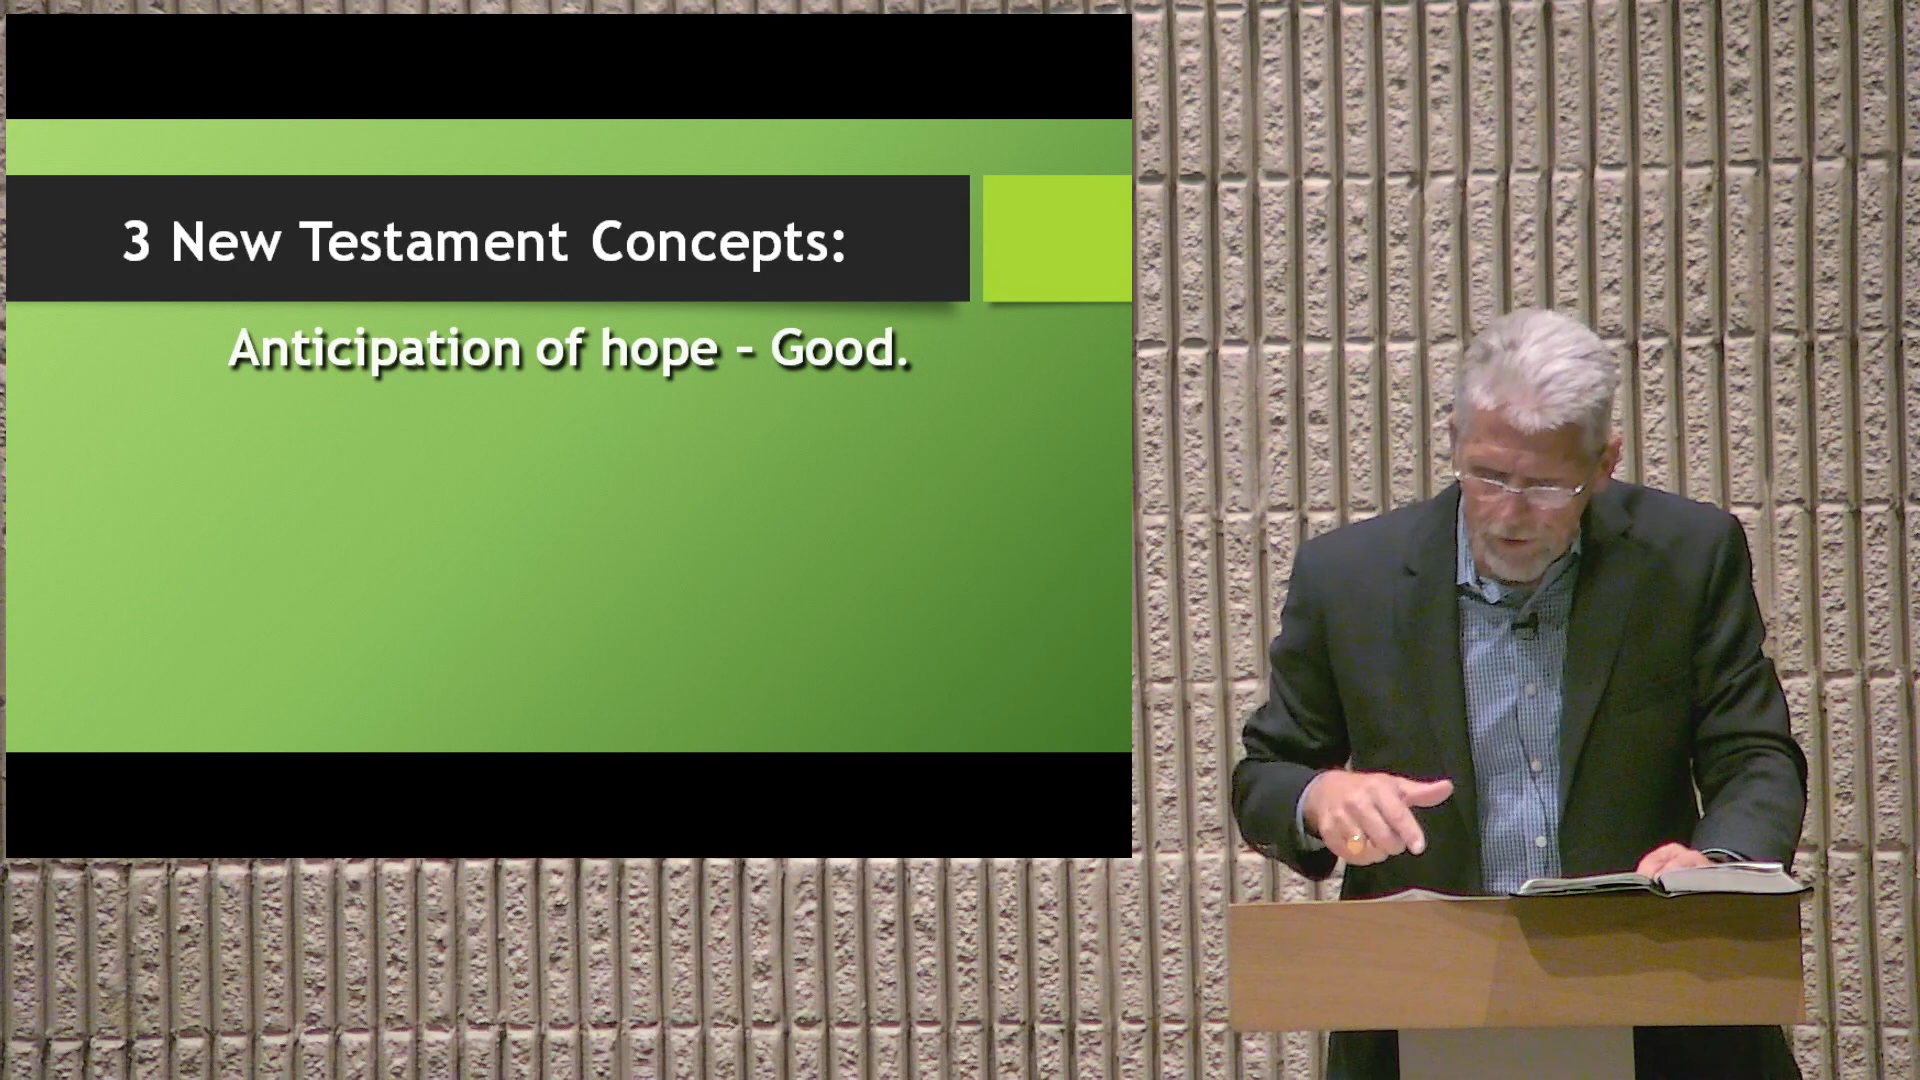 3 New Testament Concepts:
Anticipation of hope – Good.